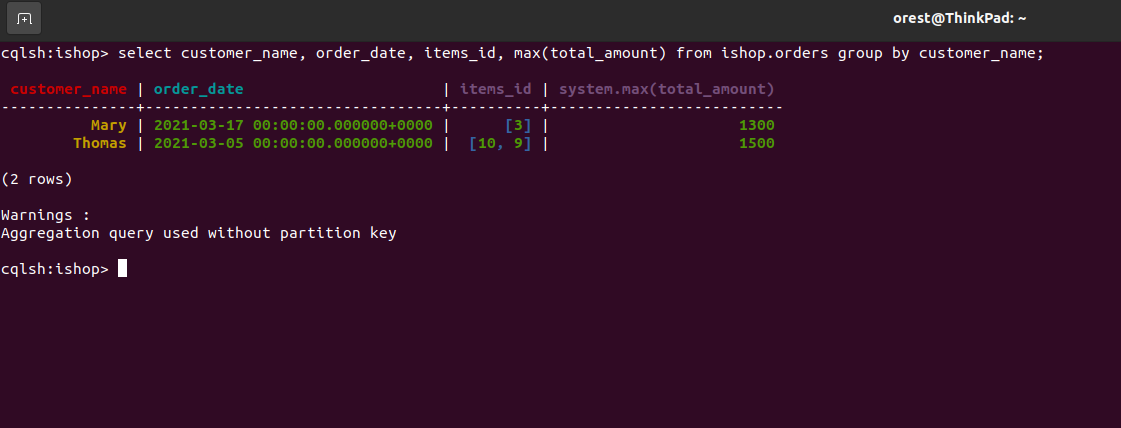 orest@ThinkPad: ~
cqlsh:ishop> select customer_name, order_date, items_id, max(total_amount) from ishop.orders group by customer_name;
customer_name | order_date | items_id | system.max(total_amount)
---------------+---------------------------------+----------+--------------------------
Mary | 2021-03-17 00:00:00.000000+0000 | [3] | 1300
Thomas | 2021-03-05 00:00:00.000000+0000 | [10, 9] | 1500
(2 rows)
Warnings :
Aggregation query used without partition key
cqlsh:ishop>